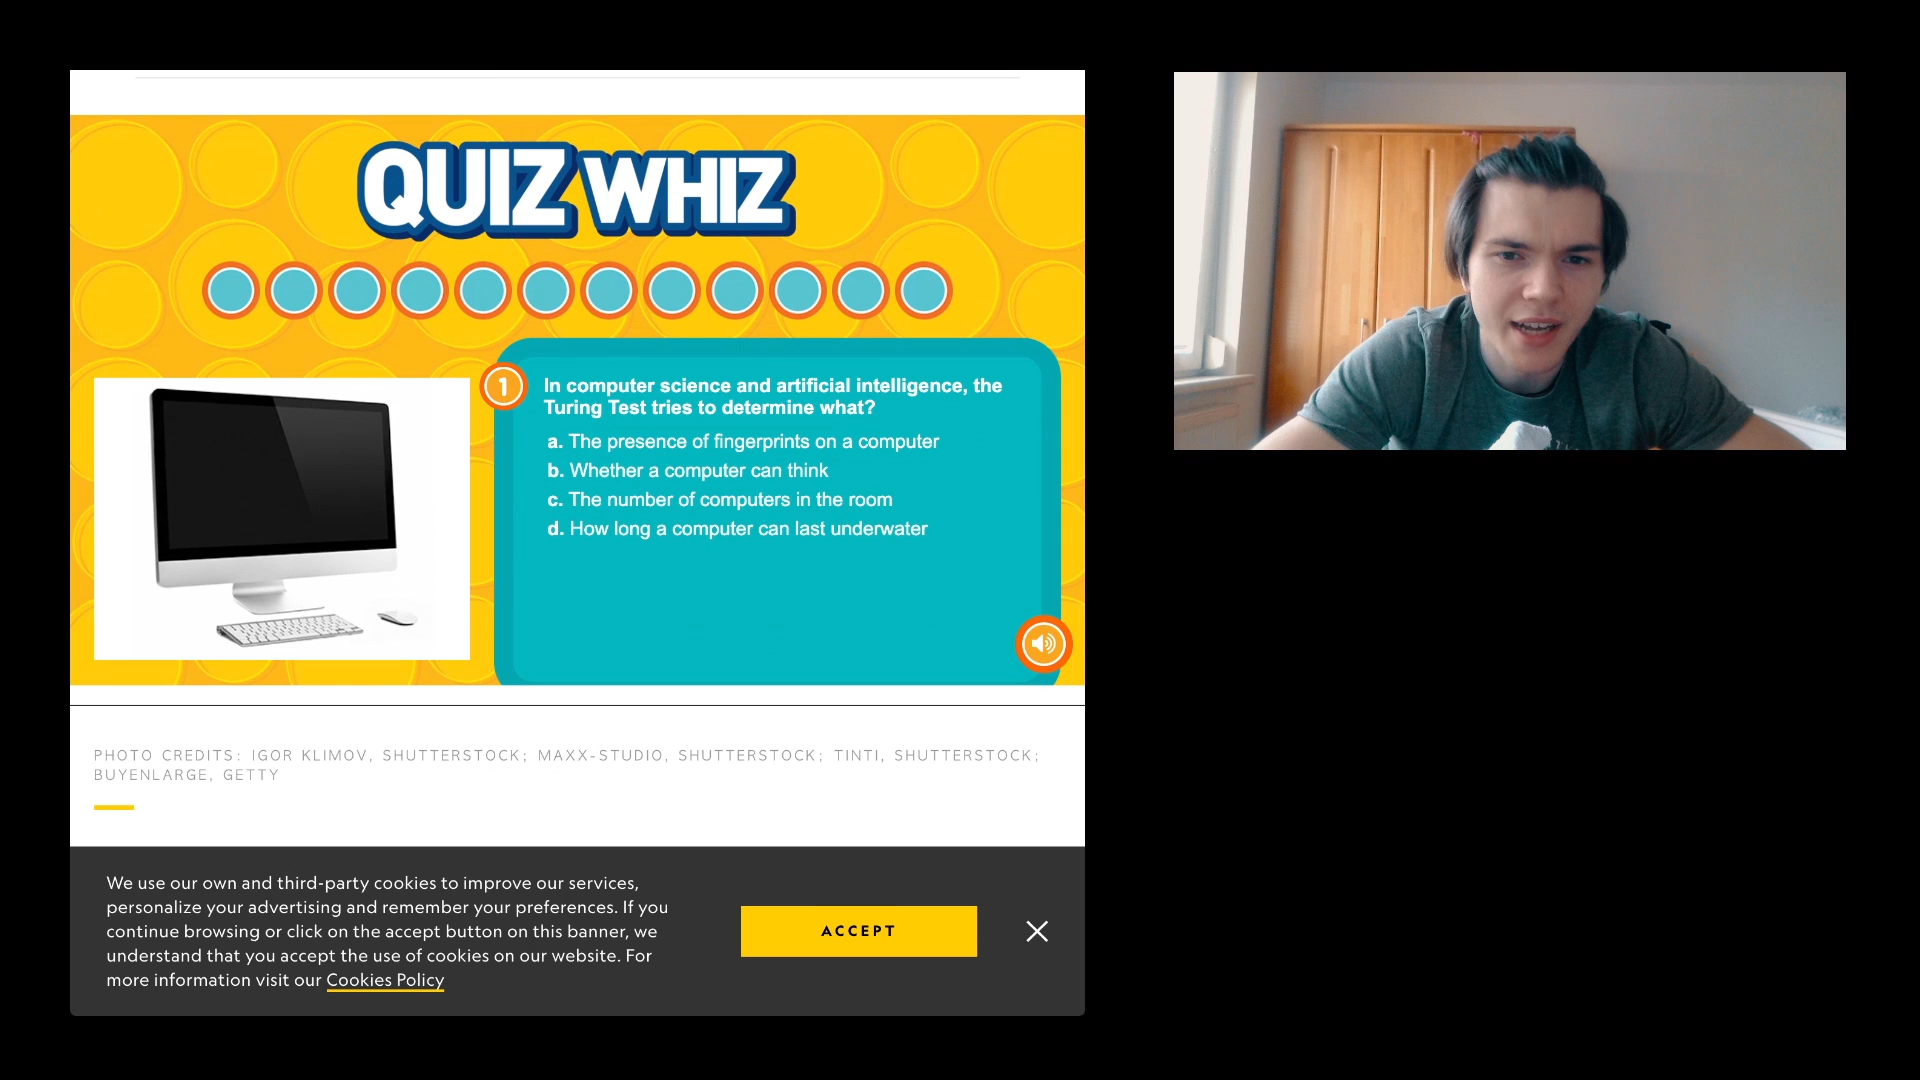 QUIZ WHIZ
1
In computer science and artificial intelligence, the
Turing Test tries to determine what?
a. The presence of fingerprints on a computer
b. Whether a computer can think
c. The number of computers in the room
d. How long a computer can last underwater
PHOTO CREDITS: IGOR KLIMOV, SHUTTERSTOCK; MAXX-STUDIO, SHUTTERSTOCK; TINTI, SHUTTERSTOCK;
BUYENLARGE, GETTY
We use our own and third-party cookies to improve our services,
personalize your advertising and remember your preferences. If you
continue browsing or click on the accept button on this banner, we
understand that you accept the use of cookies on our website. For
more information visit our Cookies Policy
ACCEPT